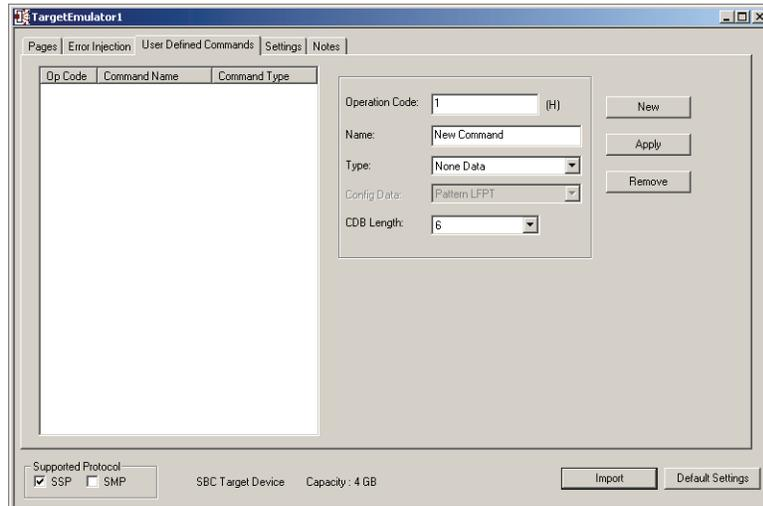 TargetEmulator1
Pages Error Injection User Defined Commands Settings Notes
Op Code Command Name Command Type
Operation Code: 1 (H)
New
Name: New Command
Apply
Type: None Data
Remove
Config Data: Pattern LFPT
CDB Length: 6
Supported Protocol
SSP SMP
SBC Target Device Capacity : 4 GB
Import Default Settings